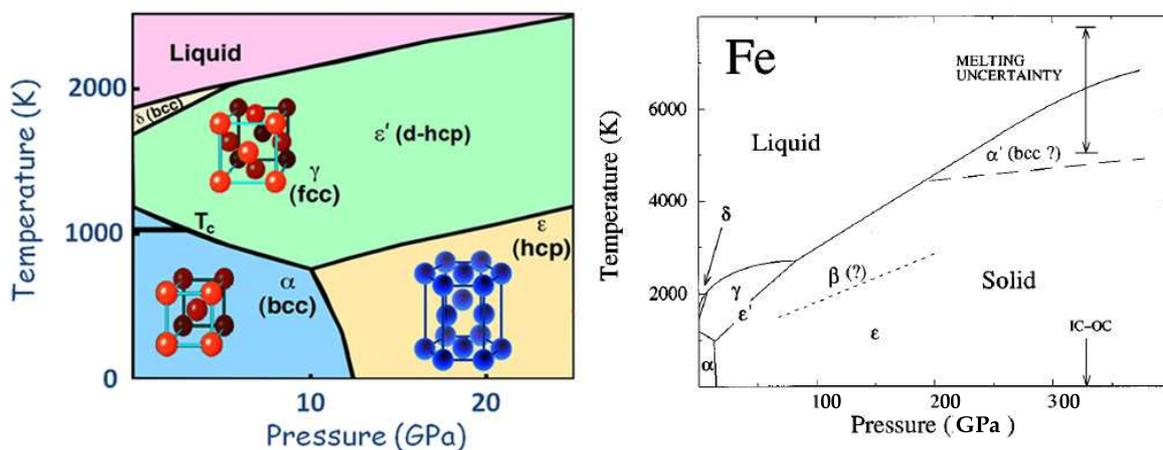 Liquid
2000
δ (bcc)
ε' (d-hcp)
γ
(fcc)
1000
Tc
ε
(hcp)
α
(bcc)
0
0
10
20
Temperature (K)
Pressure (GPa)
Fe
MELTING
UNCERTAINTY
6000
Liquid
α' (bcc ?)
4000
δ
β (?)
Solid
2000
γ
ε'
ε
IC-OC
α
100
200
300
Temperature (K)
Pressure ( GPa )